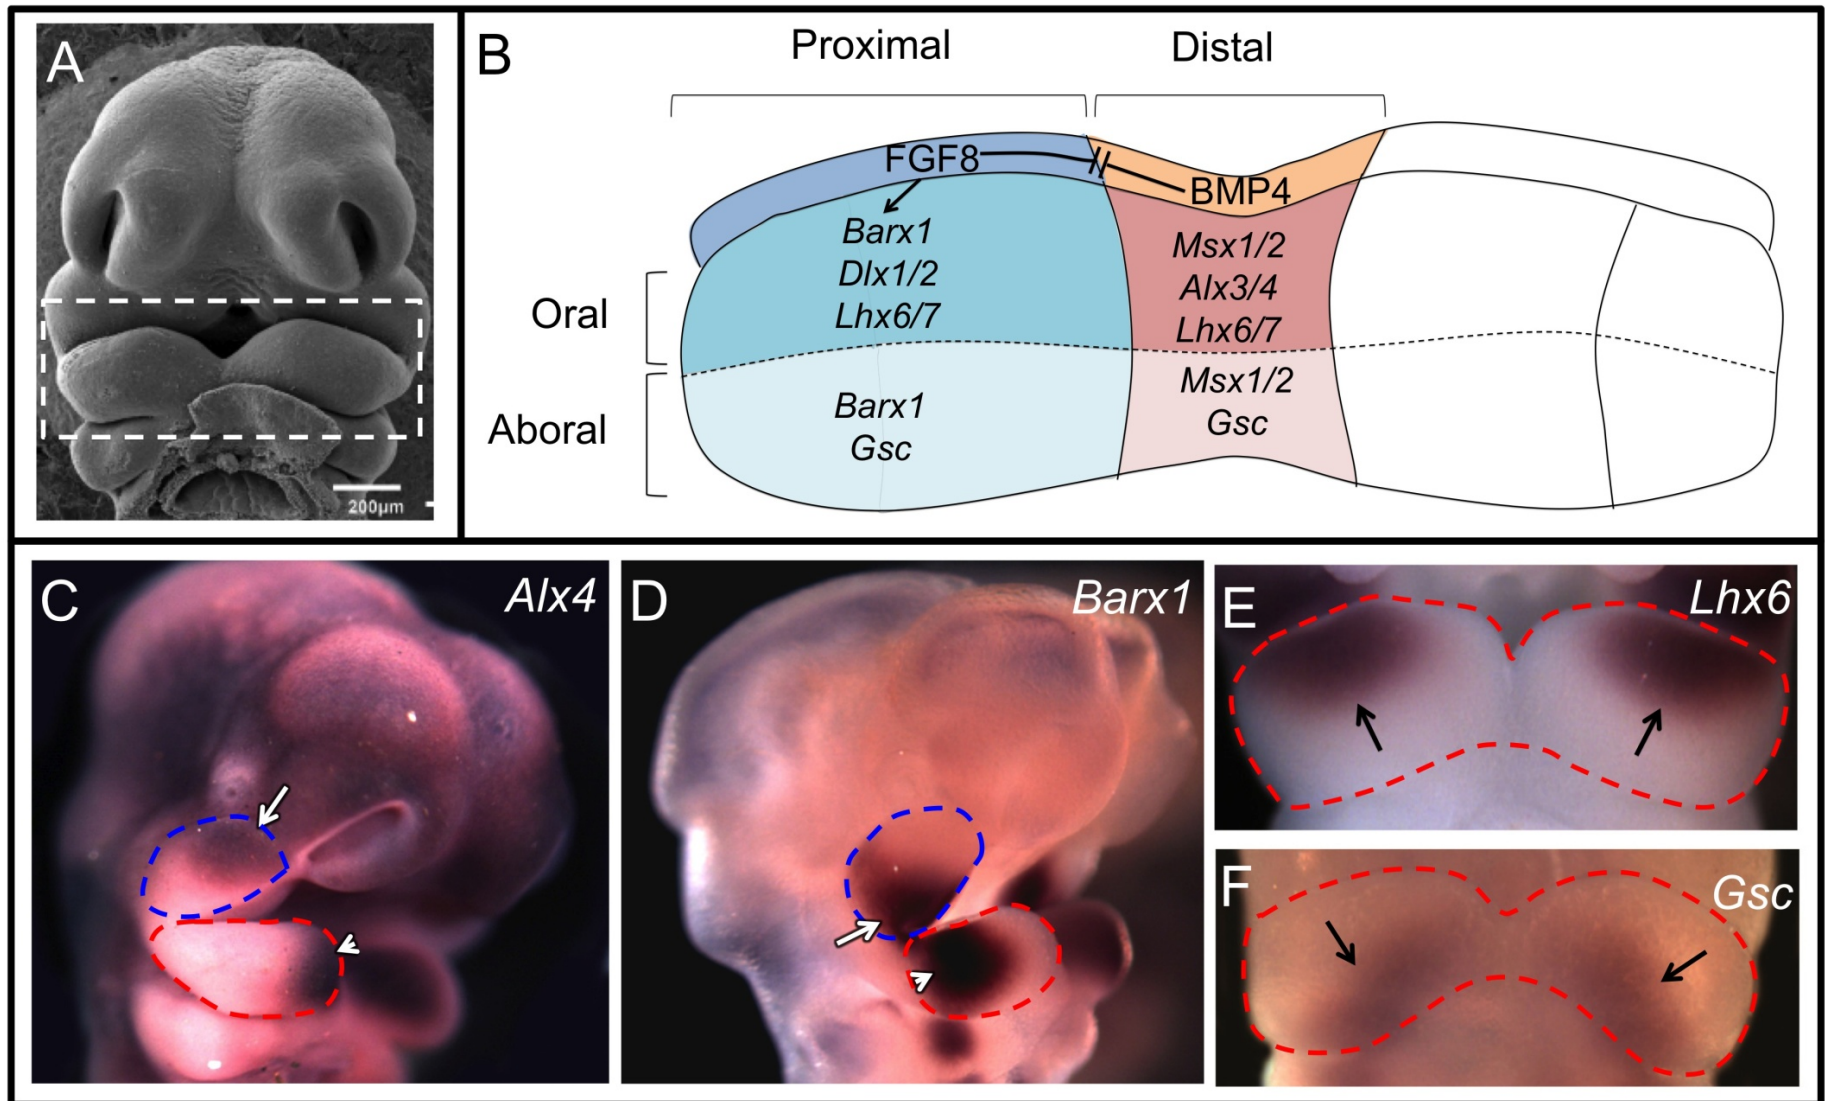 A
200µm
B
Proximal
Distal
FGF8
BMP4
Barx1
Dlx1/2
Lhx6/7
Msx1/2
Alx3/4
Lhx6/7
Oral
Aboral
Barx1
Gsc
Msx1/2
Gsc
C
Alx4
D
Barx1
E
Lhx6
F
Gsc